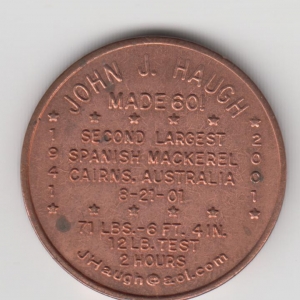 JOHN J. HAUGH
MADE 60!
1941
2001
SECOND LARGEST
SPANISH MACKEREL
CAIRNS. AUSTRALIA
8-21-01
71 LBS.-6 FT. 4 IN.
12 LB. TEST
2 HOURS
JHaugh@aol.com